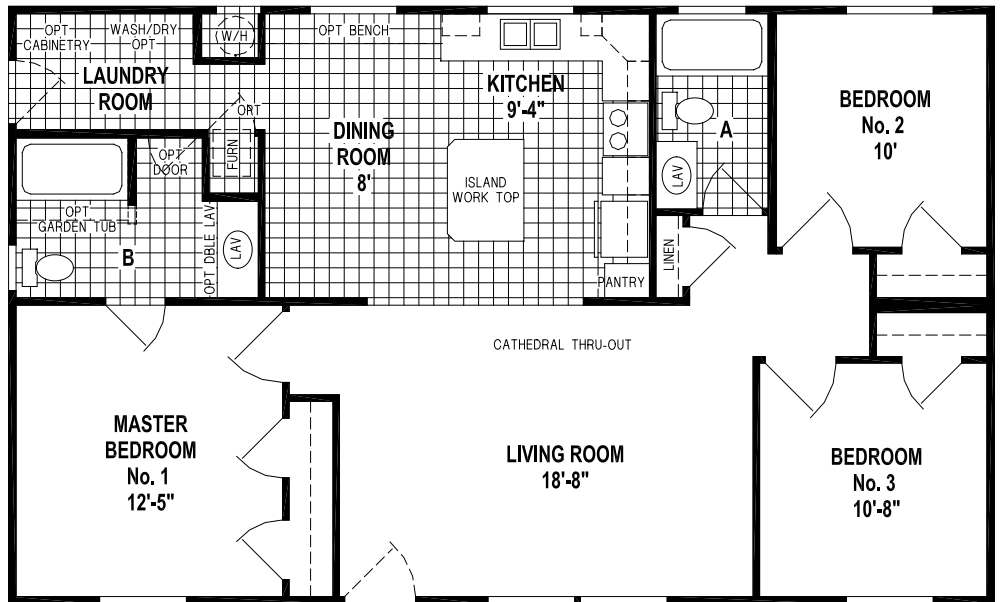 OPT
CABINETRY
WASH/DRY
OPT
W/H
LAUNDRY
ROOM
OPT
FURN
OPT BENCH
DINING
ROOM
8'
KITCHEN
9'-4"
ISLAND
WORK TOP
PANTRY
A
LAV
LINEN
BEDROOM
No. 2
10'
OPT
DOOR
OPT
GARDEN TUB
B
OPT DBLE LAV
LAV
CATHEDRAL THRU-OUT
MASTER
BEDROOM
No. 1
12'-5"
LIVING ROOM
18'-8"
BEDROOM
No. 3
10'-8"